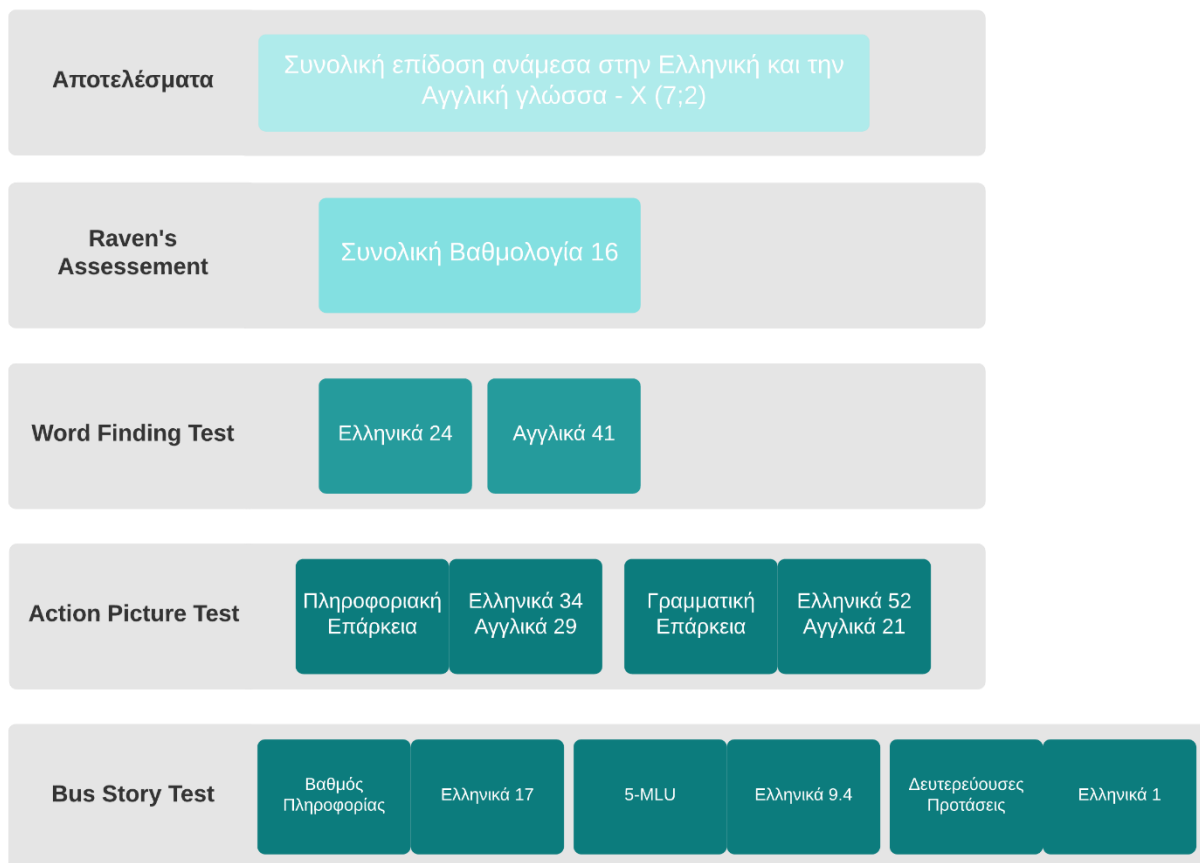 Αποτελέσματα
Συνολική επίδοση ανάμεσα στην Ελληνική και την
Αγγλική γλώσσα - Χ (7;2)
Raven's
Assessement
Συνολική Βαθμολογία 16
Word Finding Test
Ελληνικά 24
Αγγλικά 41
Action Picture Test
Πληροφοριακή
Επάρκεια
Ελληνικά 34
Αγγλικά 29
Γραμματική
Επάρκεια
Ελληνικά 52
Αγγλικά 21
Bus Story Test
Βαθμός
Πληροφορίας
Ελληνικά 17
5-MLU
Ελληνικά 9.4
Δευτερεύουσες
Προτάσεις
Ελληνικά 1